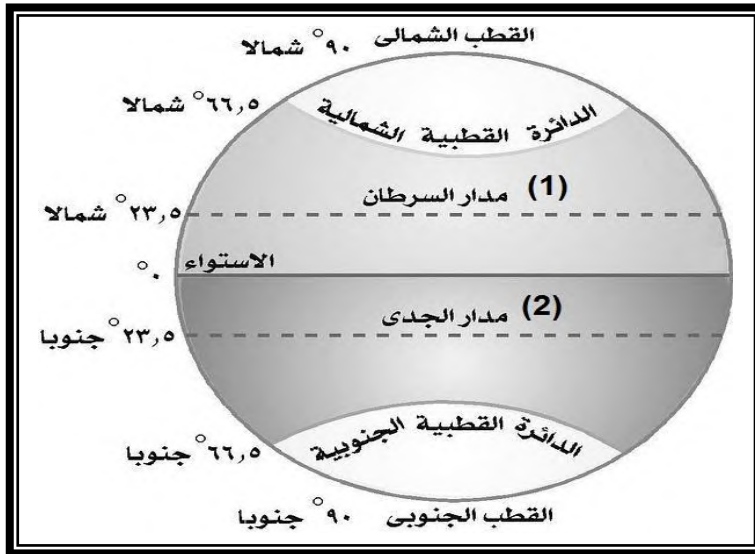 القطب الشمالى ٩٠° شمالا
٦٦,٥° شمالا
الدائرة القطبية الشمالية
(1) مدار السرطان
٢٣,٥° شمالا
الاستواء
٠°
(2) مدار الجدى
٢٣,٥° جنوبا
الدائرة القطبية الجنوبية
٦٦,٥° جنوبا
القطب الجنوبى ٩٠° جنوبا